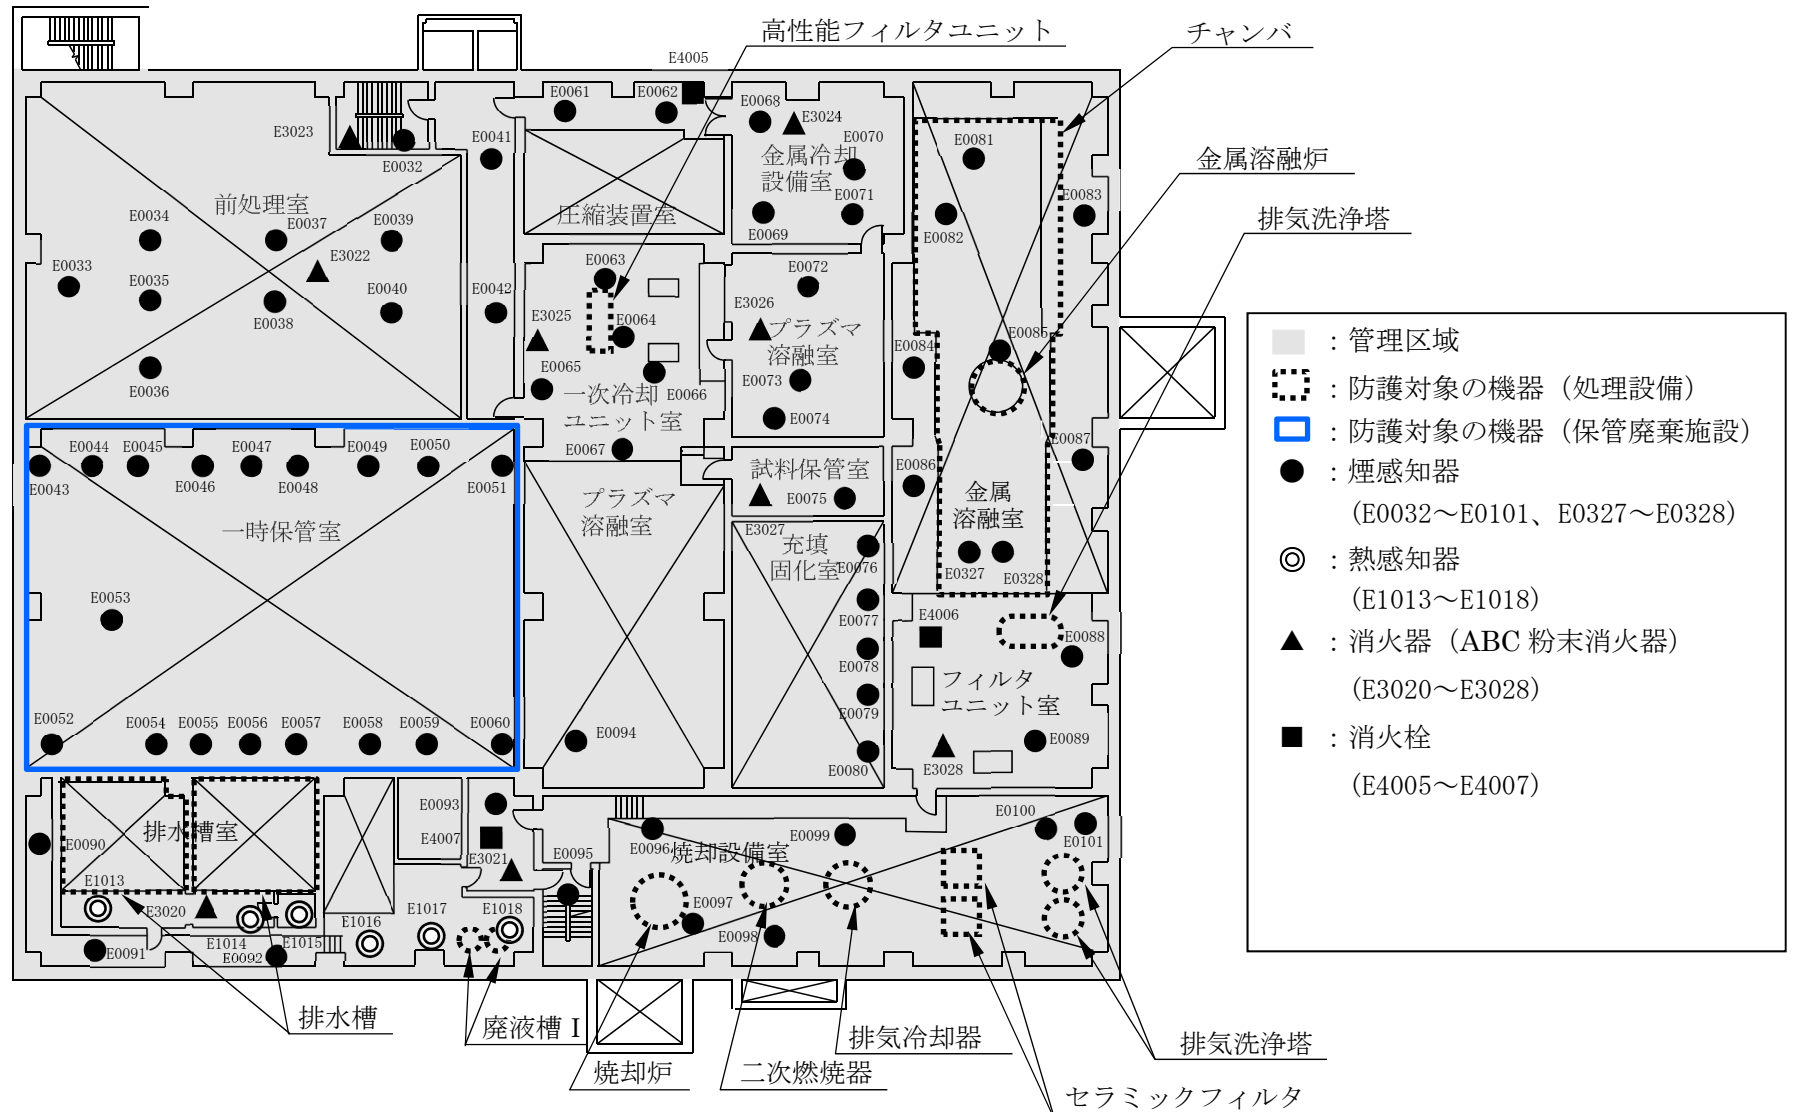 高性能フィルタユニット
チャンバ
E4005
E0061
E0062
E0068
E3024
E3023
E0032
E0041
E0070
E0081
金属冷却
設備室
金属溶融炉
前処理室
E0034
E0037
E0039
圧縮装置室
E0071
E0069
E0083
E0082
排気洗浄塔
E3022
E0033
E0035
E0040
E0038
E0042
E0063
E0072
E0036
E3025
E0064
E3026
プラズマ
溶融室
E0085
E0084
E0065
E0066
E0073
一次冷却
ユニット室
E0074
E0067
E0044
E0045
E0047
E0049
E0050
E0043
E0046
E0048
E0051
E0087
E0086
試料保管室
E0075
一時保管室
プラズマ
溶融室
金属
溶融室
E3027
充填
固化室
E0076
E0327
E0328
E0053
E0077
E4006
E0088
E0078
フィルタ
ユニット室
E0079
E0052
E0054
E0055
E0056
E0057
E0058
E0059
E0060
E0094
E0089
E0080
E3028
排水槽室
E0090
E1013
E3020
E0091
E1014
E0092
E1015
E1016
E1017
E1018
E0093
E4007
E3021
E0095
E0096
焼却設備室
E0099
E0100
E0101
E0097
E0098
排水槽
廃液槽 I
焼却炉
二次燃焼器
排気冷却器
セラミックフィルタ
排気洗浄塔
：管理区域
：防護対象の機器（処理設備）
：防護対象の機器（保管廃棄施設）
：煙感知器
（E0032～E0101、E0327～E0328）
：熱感知器
（E1013～E1018）
：消火器（ABC 粉末消火器）
（E3020～E3028）
：消火栓
（E4005～E4007）